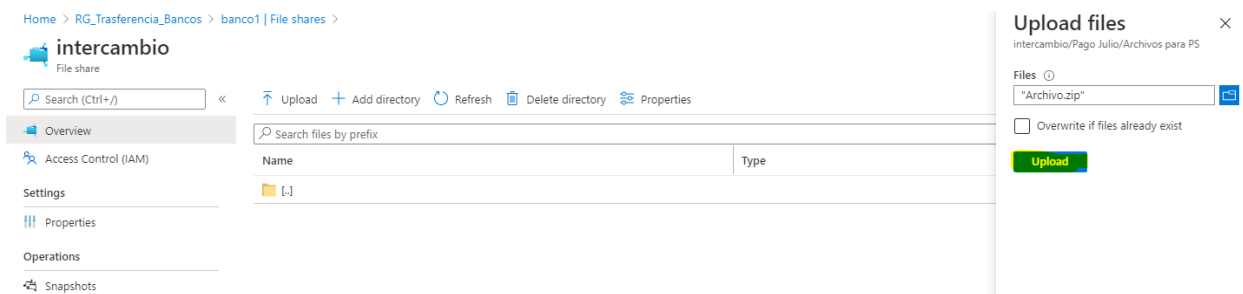 Home > RG_Trasferencia_Bancos > banco1 | File shares >
intercambio
File share
Search (Ctrl+/)
«
Overview
Access Control (IAM)
Settings
Properties
Operations
Snapshots
Upload Add directory Refresh Delete directory Properties
Search files by prefix
Name Type
[..]
Upload files
intercambio/Pago Julio/Archivos para PS
Files
"Archivo.zip"
Overwrite if files already exist
Upload